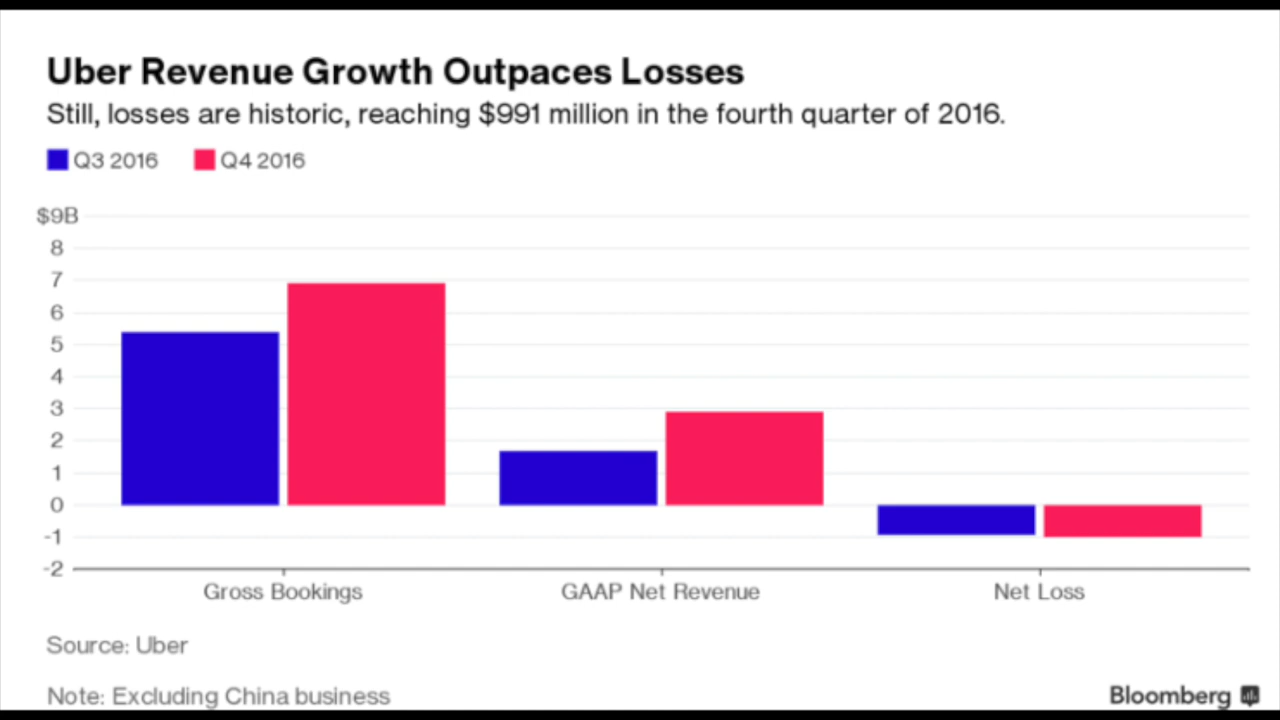 Uber Revenue Growth Outpaces Losses
Still, losses are historic, reaching $991 million in the fourth quarter of 2016.
Q3 2016 Q4 2016
$9B
8
7
6
5
4
3
2
1
0
-1
-2
Gross Bookings GAAP Net Revenue Net Loss
Source: Uber
Note: Excluding China business
Bloomberg